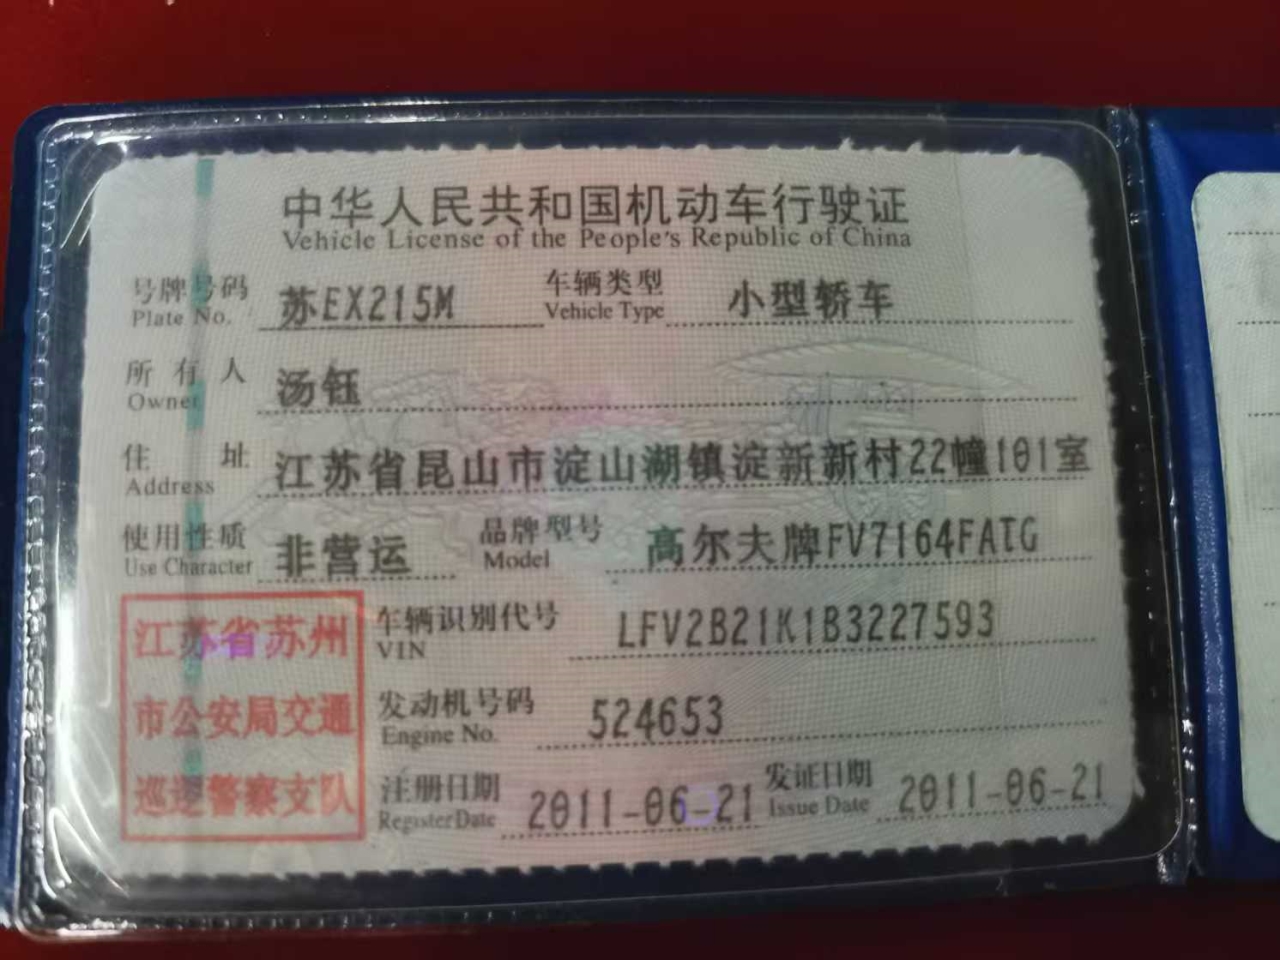 中华人民共和国机动车行驶证
Vehicle License of the People's Republic of China
号牌号码 苏EX215M 车辆类型 小型轿车
Plate No. Vehicle Type
所有人 汤钰
Owner
住址 江苏省昆山市淀山湖镇淀新新村22幢101室
Address
使用性质 非营运 品牌型号 高尔夫牌FV7164FATG
Use Character Model
江苏省苏州
市公安局交通
巡逻警察支队
车辆识别代号 LFV2B21K1B3227593
VIN
发动机号码 524653
Engine No.
注册日期 2011-06-21 发证日期 2011-06-21
Register Date Issue Date